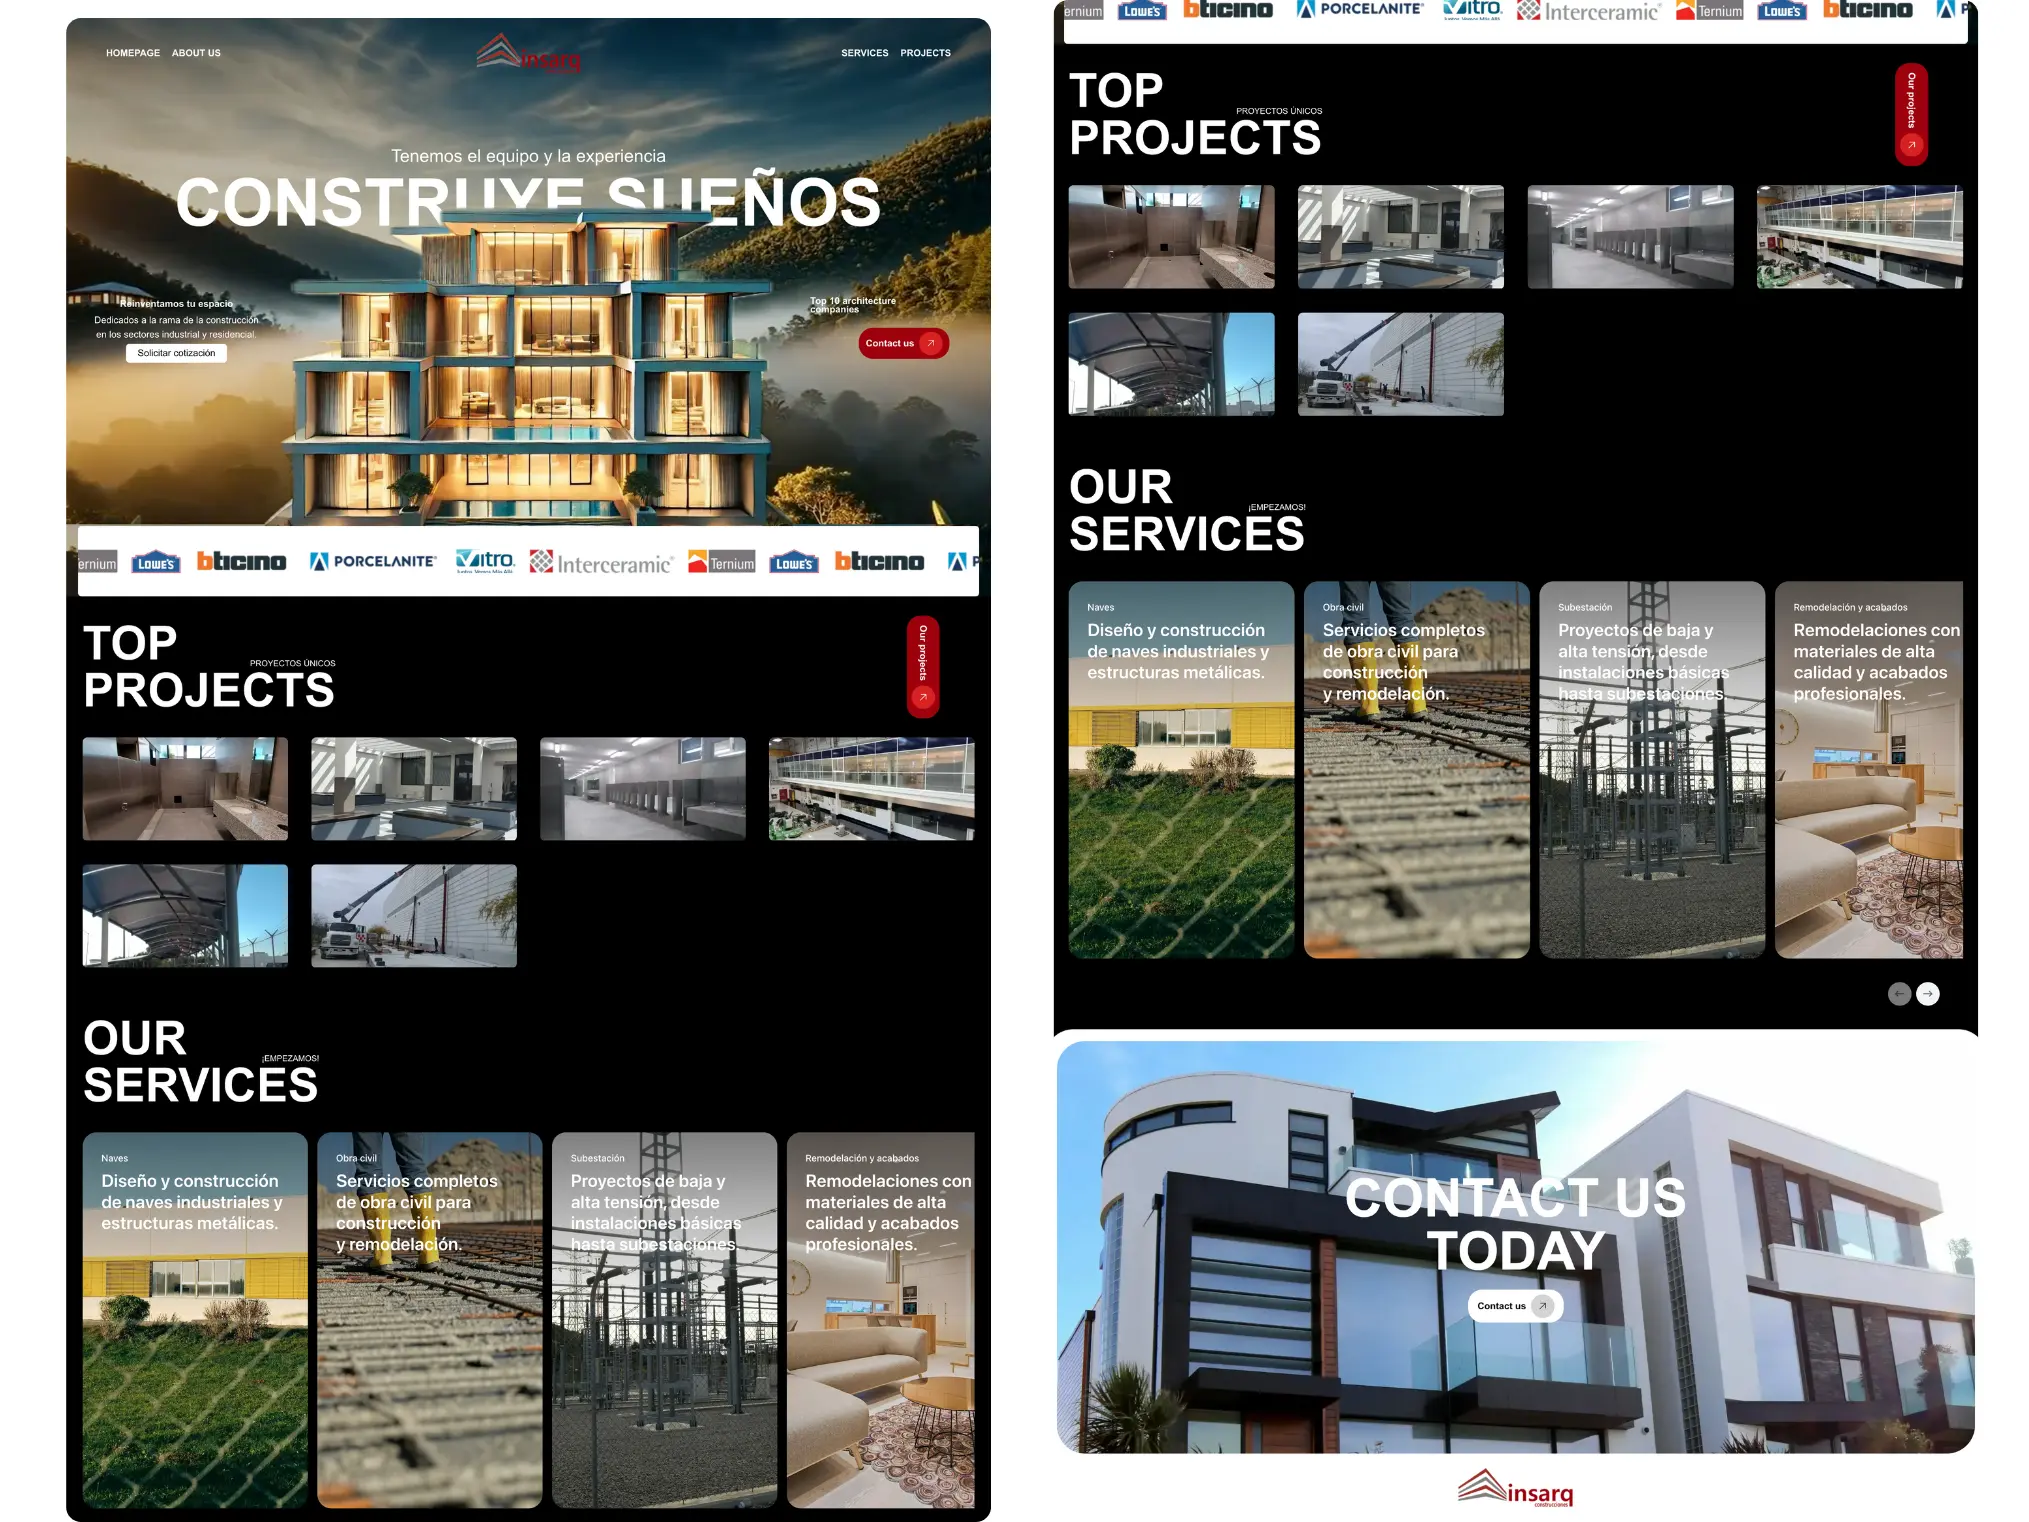 HOMEPAGE ABOUT US
insarq
SERVICES PROJECTS
Tenemos el equipo y la experiencia
CONSTRUYE SUEÑOS
Reinventamos tu espacio
Dedicados a la rama de la construcción
en los sectores industrial y residencial.
Solicitar cotización
Top 10 architecture
companies
Contact us
ernium LOWE'S bticino PORCELANITE® Vitro. Interceramic® Ternium LOWE'S bticino P
TOP
PROYECTOS ÚNICOS
PROJECTS
Our projects
OUR
¡EMPEZAMOS!
SERVICES
Naves
Diseño y construcción
de naves industriales y
estructuras metálicas.
Obra civil
Servicios completos
de obra civil para
construcción
y remodelación.
Subestación
Proyectos de baja y
alta tensión, desde
instalaciones básicas
hasta subestaciones.
Remodelación y acabados
Remodelaciones con
materiales de alta
calidad y acabados
profesionales.
ernium LOWE'S bticino PORCELANITE® Vitro. Interceramic® Ternium LOWE'S bticino P
TOP
PROYECTOS ÚNICOS
PROJECTS
Our projects
OUR
¡EMPEZAMOS!
SERVICES
Naves
Diseño y construcción
de naves industriales y
estructuras metálicas.
Obra civil
Servicios completos
de obra civil para
construcción
y remodelación.
Subestación
Proyectos de baja y
alta tensión, desde
instalaciones básicas
hasta subestaciones.
Remodelación y acabados
Remodelaciones con
materiales de alta
calidad y acabados
profesionales.
CONTACT US
TODAY
Contact us
insarq
construcciones